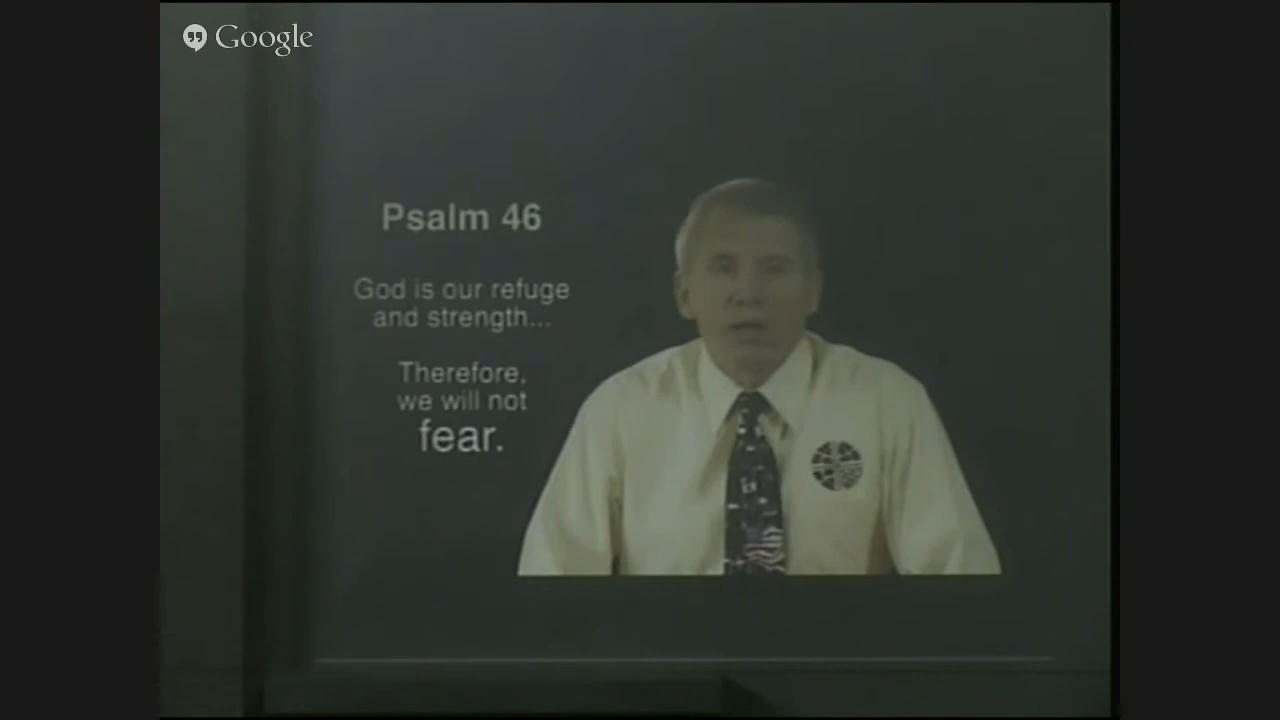 Google
Psalm 46
God is our refuge
and strength...
Therefore,
we will not
fear.